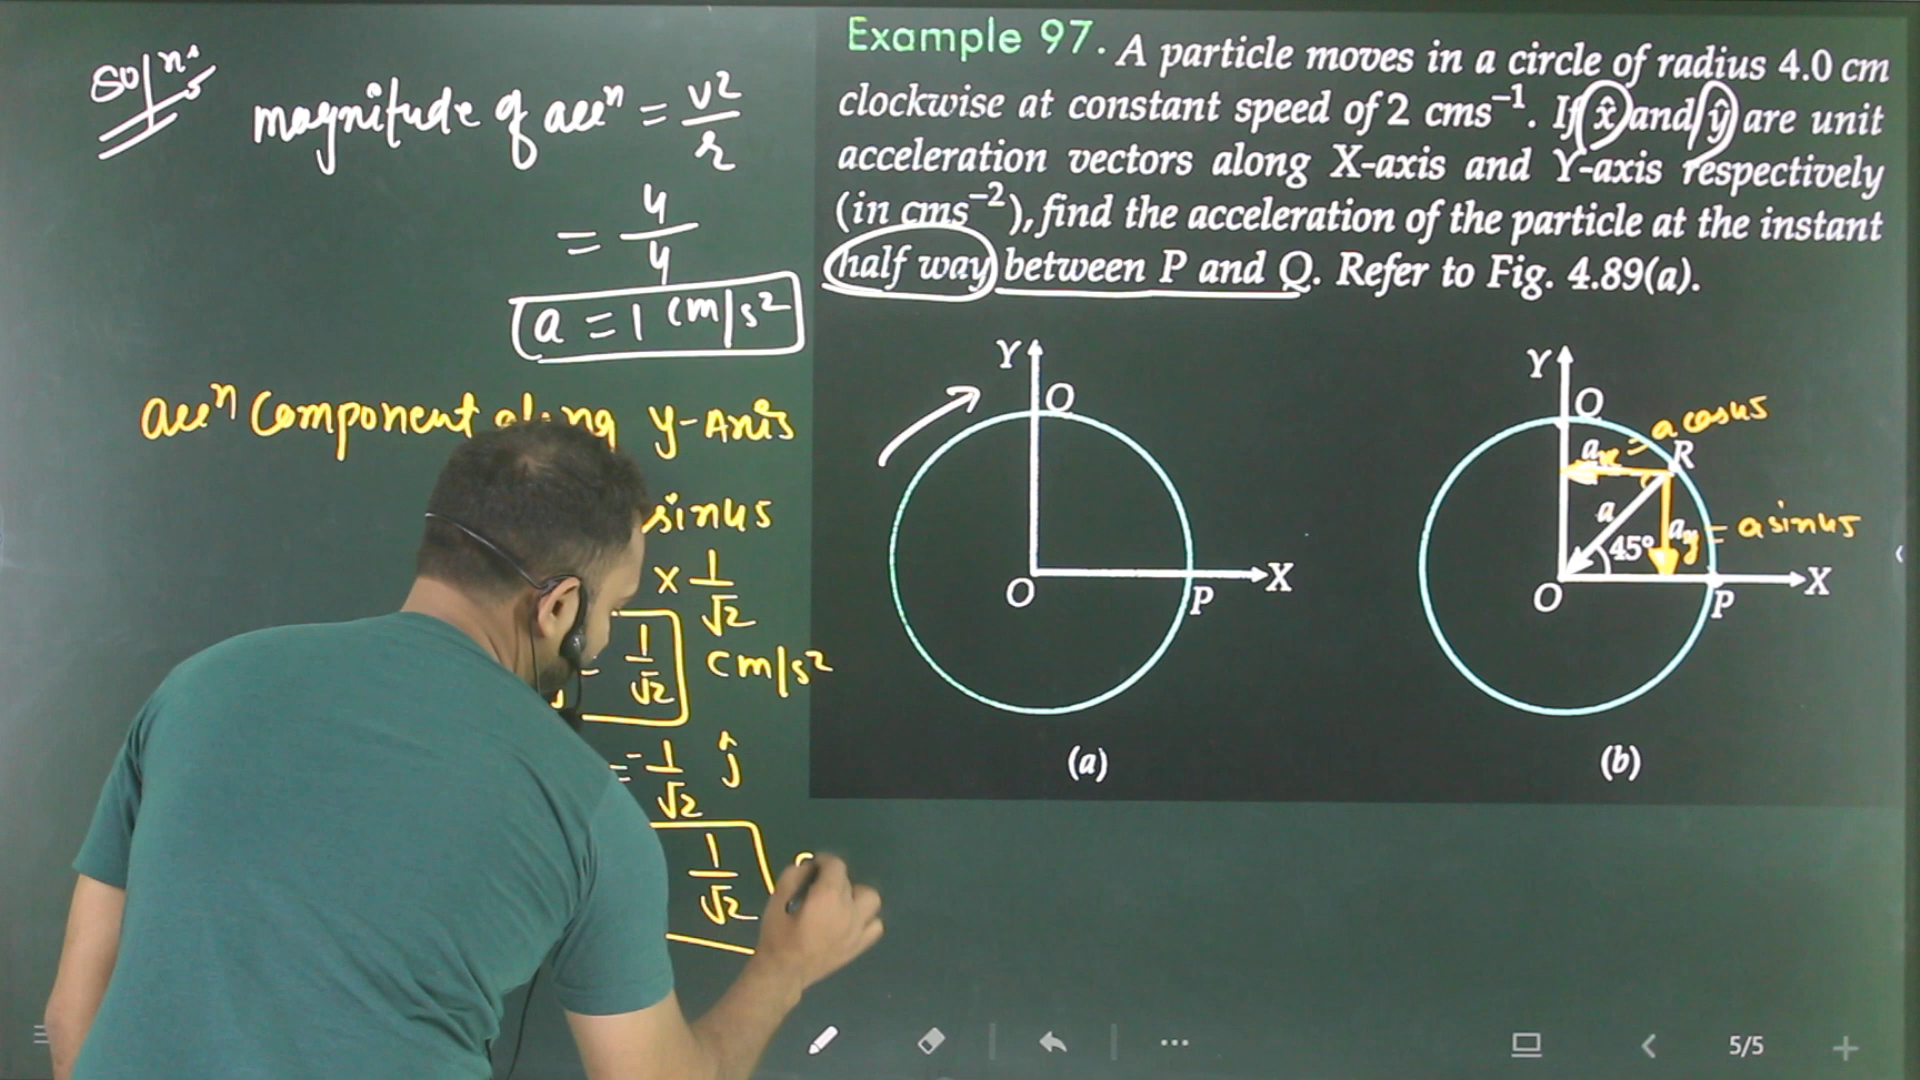 Soln.
magnitude of accn = v2/r
= 4/4
a = 1 cm/s2
accn Component along y-Axis
sin45
× 1/√2
1/√2 cm/s2
= -1/√2 ĵ
1/√2
Example 97. A particle moves in a circle of radius 4.0 cm
clockwise at constant speed of 2 cms−1. If x̂ and ŷ are unit
acceleration vectors along X-axis and Y-axis respectively
(in cms−2), find the acceleration of the particle at the instant
half way between P and Q. Refer to Fig. 4.89(a).
Y
Q
O
P
X
(a)
Y
Q
ax = a cos45
R
a
45°
ay = a sin45
O
P
X
(b)
5/5